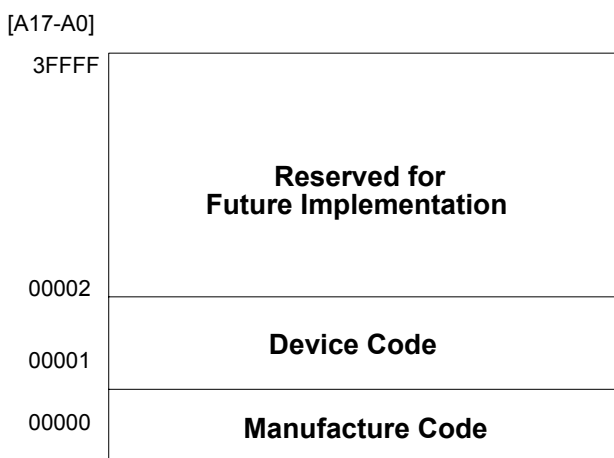 [A17-A0]
3FFFF
Reserved for
Future Implementation
00002
Device Code
00001
00000
Manufacture Code